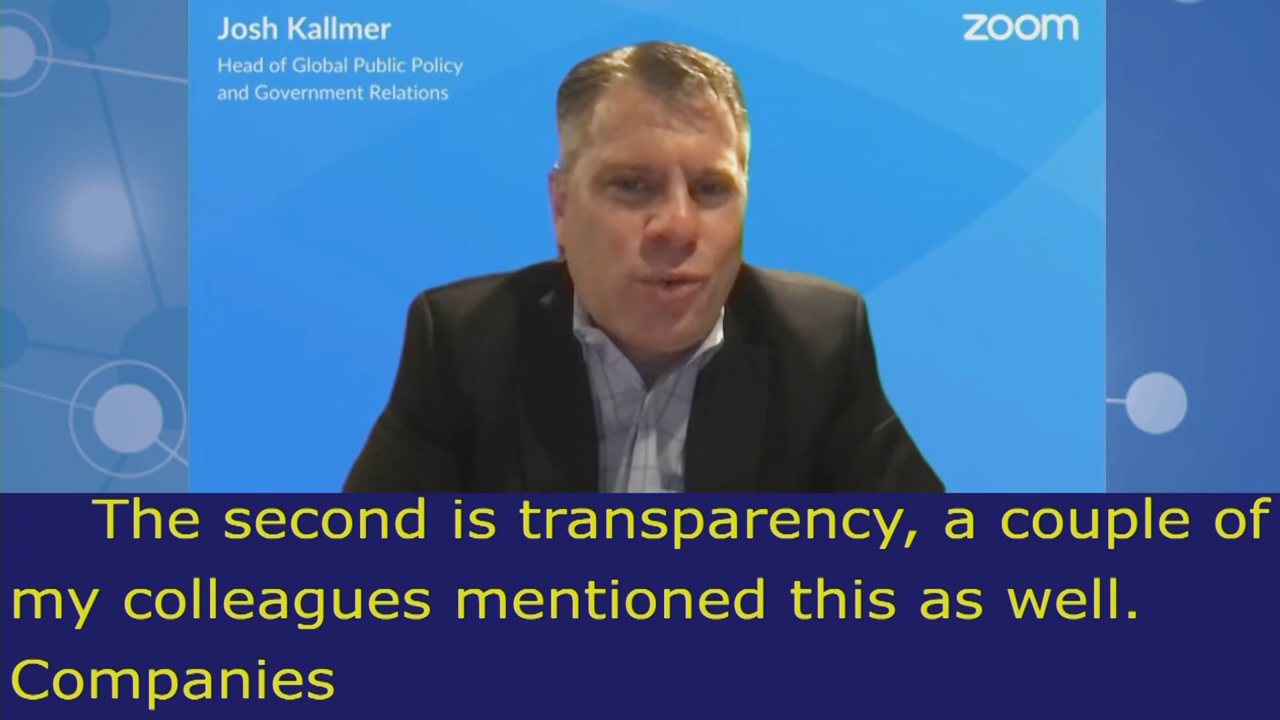 Josh Kallmer
Head of Global Public Policy
and Government Relations
zoom
The second is transparency, a couple of
my colleagues mentioned this as well.
Companies